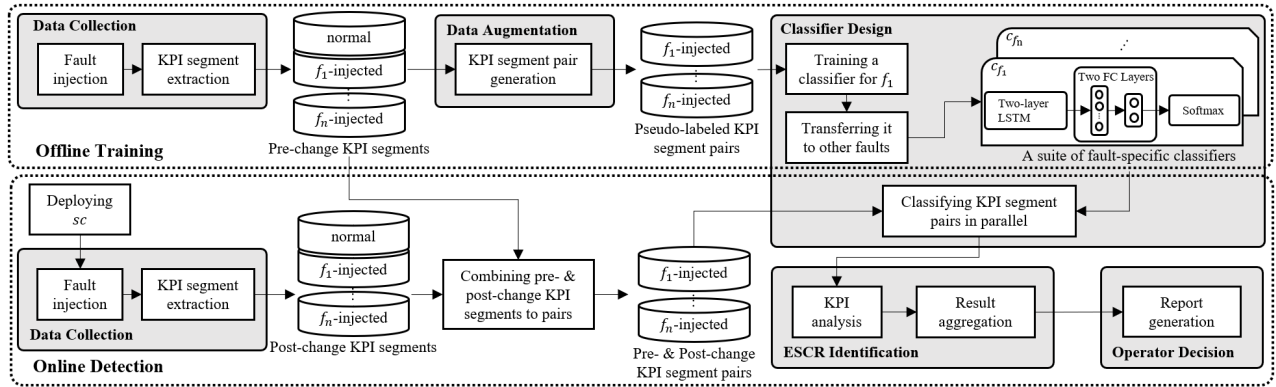 Data Collection
Fault
injection
KPI segment
extraction
normal
f₁-injected
⋮
fₙ-injected
Pre-change KPI segments
Data Augmentation
KPI segment pair
generation
f₁-injected
⋮
fₙ-injected
Pseudo-labeled KPI
segment pairs
Classifier Design
Training a
classifier for f₁
Transferring it
to other faults
c_fₙ
⋰
c_f₁
Two-layer
LSTM
Two FC Layers
Softmax
A suite of fault-specific classifiers
Offline Training
Deploying
sc
Fault
injection
KPI segment
extraction
Data Collection
normal
f₁-injected
⋮
fₙ-injected
Post-change KPI segments
Combining pre- &
post-change KPI
segments to pairs
f₁-injected
⋮
fₙ-injected
Pre- & Post-change
KPI segment pairs
Classifying KPI segment
pairs in parallel
KPI
analysis
Result
aggregation
ESCR Identification
Report
generation
Operator Decision
Online Detection